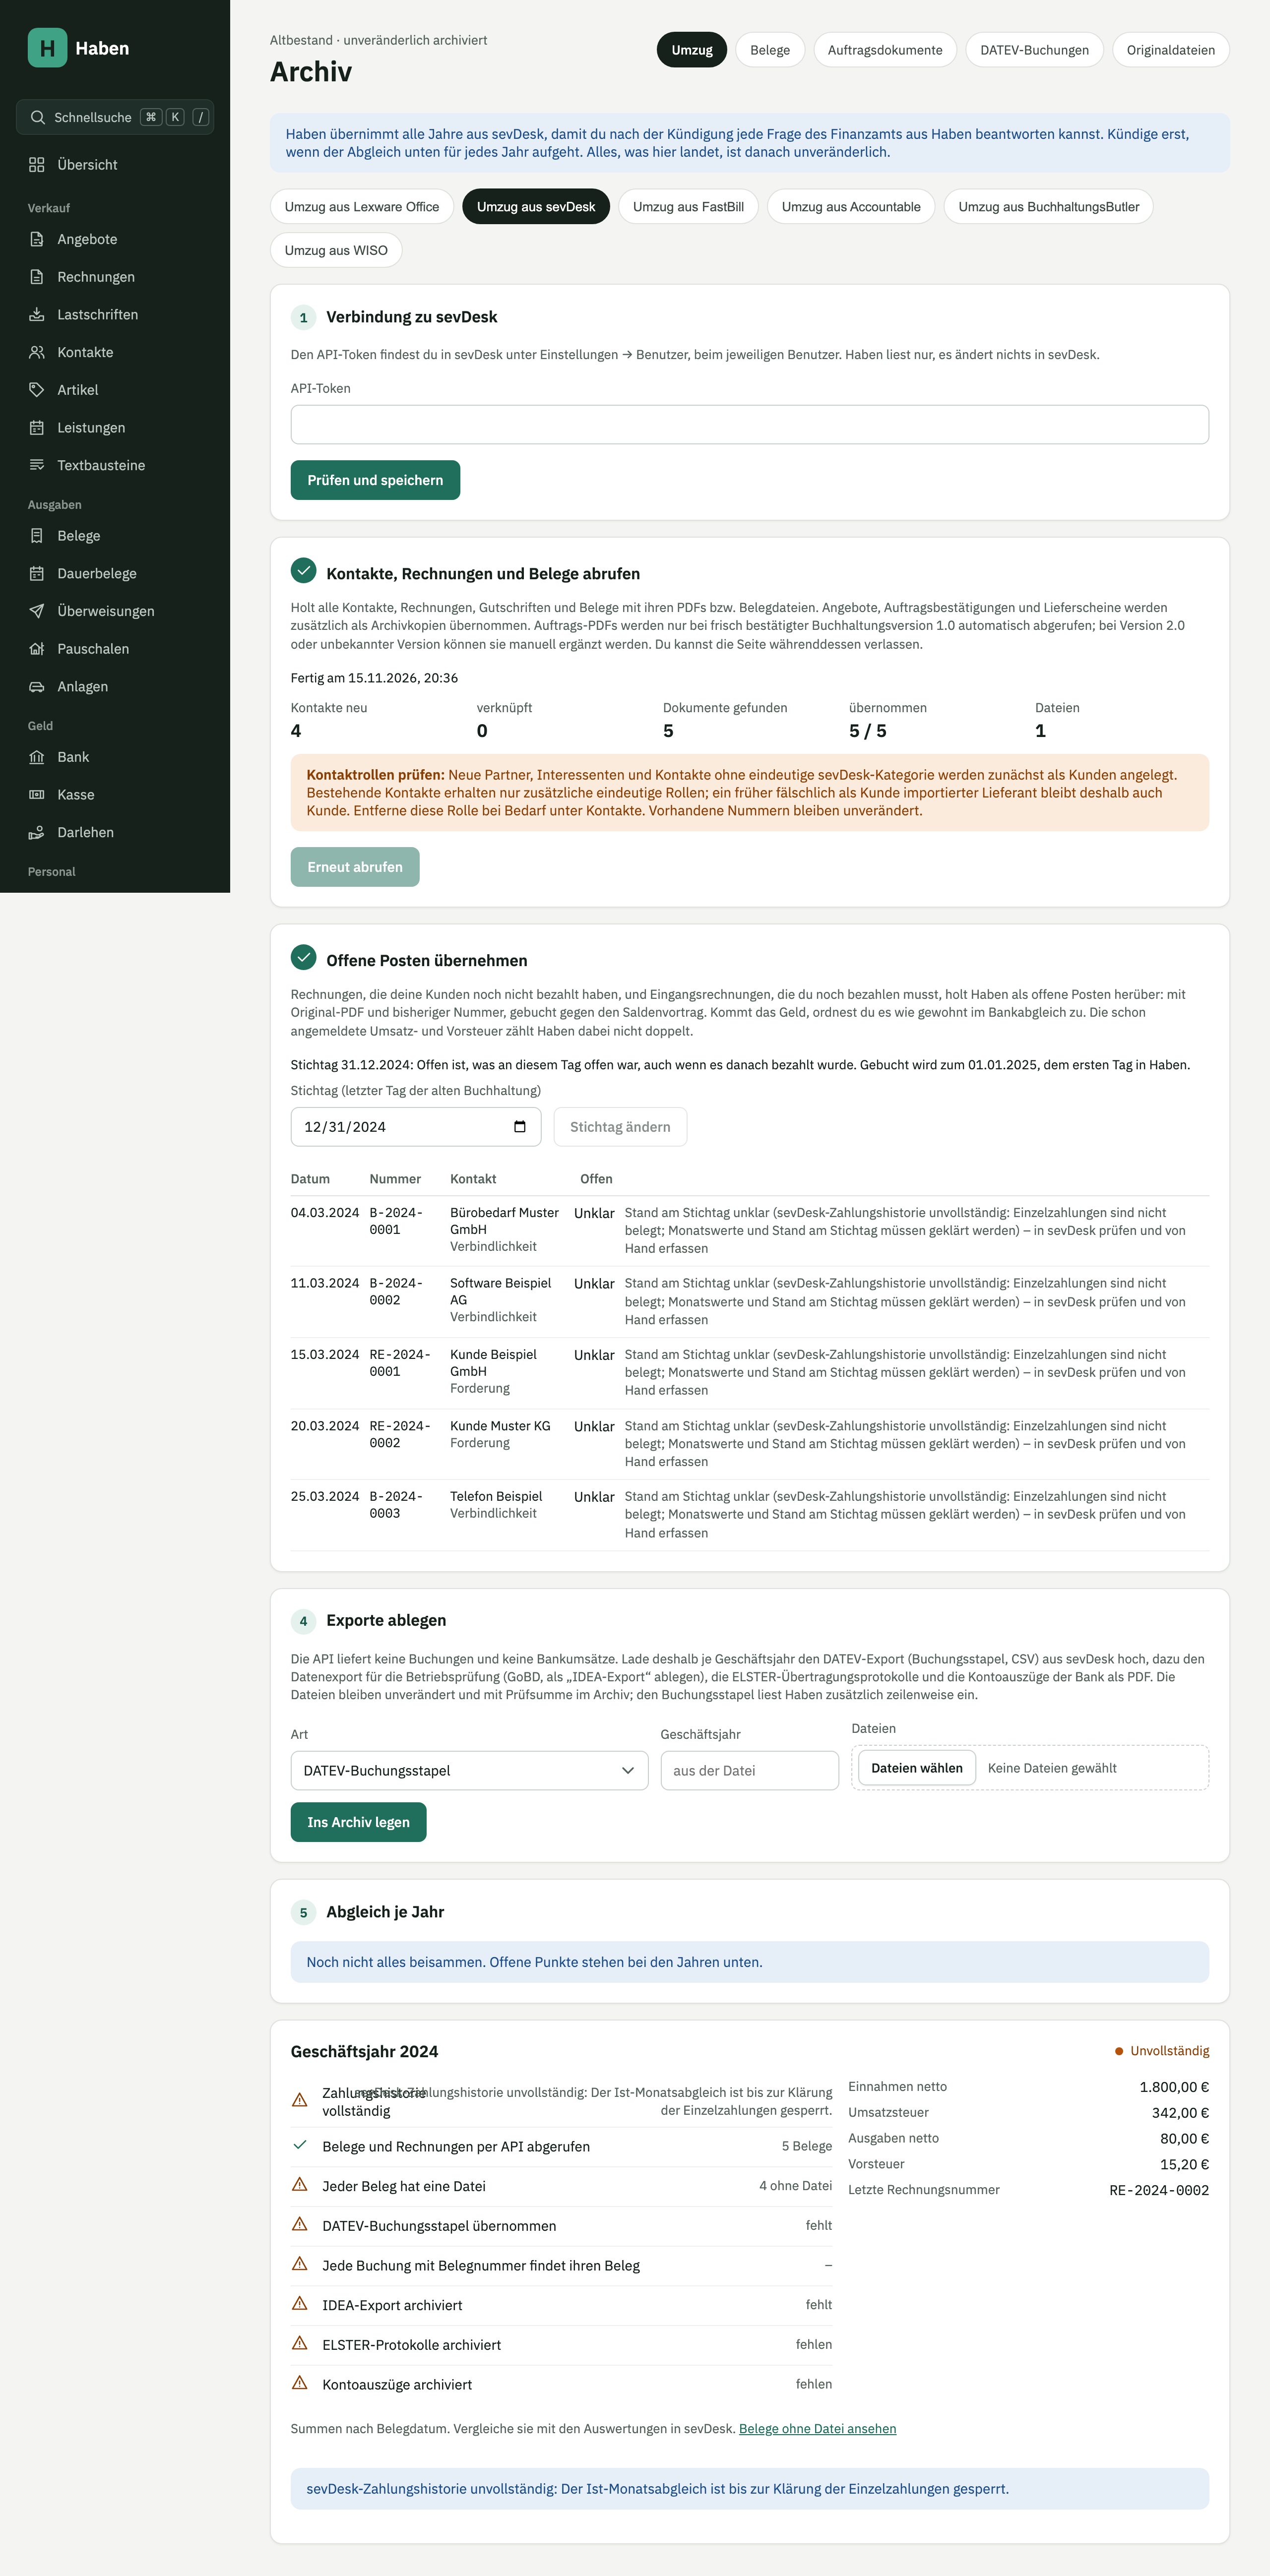 H Haben
Schnellsuche ⌘ K /
Übersicht
Verkauf
Angebote
Rechnungen
Lastschriften
Kontakte
Artikel
Leistungen
Textbausteine
Ausgaben
Belege
Dauerbelege
Überweisungen
Pauschalen
Anlagen
Geld
Bank
Kasse
Darlehen
Personal
Altbestand · unveränderlich archiviert
Archiv
Umzug Belege Auftragsdokumente DATEV-Buchungen Originaldateien
Haben übernimmt alle Jahre aus sevDesk, damit du nach der Kündigung jede Frage des Finanzamts aus Haben beantworten kannst. Kündige erst,
wenn der Abgleich unten für jedes Jahr aufgeht. Alles, was hier landet, ist danach unveränderlich.
Umzug aus Lexware Office Umzug aus sevDesk Umzug aus FastBill Umzug aus Accountable Umzug aus BuchhaltungsButler
Umzug aus WISO
1 Verbindung zu sevDesk
Den API-Token findest du in sevDesk unter Einstellungen → Benutzer, beim jeweiligen Benutzer. Haben liest nur, es ändert nichts in sevDesk.
API-Token
Prüfen und speichern
Kontakte, Rechnungen und Belege abrufen
Holt alle Kontakte, Rechnungen, Gutschriften und Belege mit ihren PDFs bzw. Belegdateien. Angebote, Auftragsbestätigungen und Lieferscheine werden
zusätzlich als Archivkopien übernommen. Auftrags-PDFs werden nur bei frisch bestätigter Buchhaltungsversion 1.0 automatisch abgerufen; bei Version 2.0
oder unbekannter Version können sie manuell ergänzt werden. Du kannst die Seite währenddessen verlassen.
Fertig am 15.11.2026, 20:36
Kontakte neu verknüpft Dokumente gefunden übernommen Dateien
4 0 5 5 / 5 1
Kontaktrollen prüfen: Neue Partner, Interessenten und Kontakte ohne eindeutige sevDesk-Kategorie werden zunächst als Kunden angelegt.
Bestehende Kontakte erhalten nur zusätzliche eindeutige Rollen; ein früher fälschlich als Kunde importierter Lieferant bleibt deshalb auch
Kunde. Entferne diese Rolle bei Bedarf unter Kontakte. Vorhandene Nummern bleiben unverändert.
Erneut abrufen
Offene Posten übernehmen
Rechnungen, die deine Kunden noch nicht bezahlt haben, und Eingangsrechnungen, die du noch bezahlen musst, holt Haben als offene Posten herüber: mit
Original-PDF und bisheriger Nummer, gebucht gegen den Saldenvortrag. Kommt das Geld, ordnest du es wie gewohnt im Bankabgleich zu. Die schon
angemeldete Umsatz- und Vorsteuer zählt Haben dabei nicht doppelt.
Stichtag 31.12.2024: Offen ist, was an diesem Tag offen war, auch wenn es danach bezahlt wurde. Gebucht wird zum 01.01.2025, dem ersten Tag in Haben.
Stichtag (letzter Tag der alten Buchhaltung)
12/31/2024 Stichtag ändern
Datum Nummer Kontakt Offen
04.03.2024 B-2024- Bürobedarf Muster Unklar Stand am Stichtag unklar (sevDesk-Zahlungshistorie unvollständig: Einzelzahlungen sind nicht
0001 GmbH belegt; Monatswerte und Stand am Stichtag müssen geklärt werden) – in sevDesk prüfen und von
Verbindlichkeit Hand erfassen
11.03.2024 B-2024- Software Beispiel Unklar Stand am Stichtag unklar (sevDesk-Zahlungshistorie unvollständig: Einzelzahlungen sind nicht
0002 AG belegt; Monatswerte und Stand am Stichtag müssen geklärt werden) – in sevDesk prüfen und von
Verbindlichkeit Hand erfassen
15.03.2024 RE-2024- Kunde Beispiel Unklar Stand am Stichtag unklar (sevDesk-Zahlungshistorie unvollständig: Einzelzahlungen sind nicht
0001 GmbH belegt; Monatswerte und Stand am Stichtag müssen geklärt werden) – in sevDesk prüfen und von
Forderung Hand erfassen
20.03.2024 RE-2024- Kunde Muster KG Unklar Stand am Stichtag unklar (sevDesk-Zahlungshistorie unvollständig: Einzelzahlungen sind nicht
0002 Forderung belegt; Monatswerte und Stand am Stichtag müssen geklärt werden) – in sevDesk prüfen und von
Hand erfassen
25.03.2024 B-2024- Telefon Beispiel Unklar Stand am Stichtag unklar (sevDesk-Zahlungshistorie unvollständig: Einzelzahlungen sind nicht
0003 Verbindlichkeit belegt; Monatswerte und Stand am Stichtag müssen geklärt werden) – in sevDesk prüfen und von
Hand erfassen
4 Exporte ablegen
Die API liefert keine Buchungen und keine Bankumsätze. Lade deshalb je Geschäftsjahr den DATEV-Export (Buchungsstapel, CSV) aus sevDesk hoch, dazu den
Datenexport für die Betriebsprüfung (GoBD, als „IDEA-Export“ ablegen), die ELSTER-Übertragungsprotokolle und die Kontoauszüge der Bank als PDF. Die
Dateien bleiben unverändert und mit Prüfsumme im Archiv; den Buchungsstapel liest Haben zusätzlich zeilenweise ein.
Art Geschäftsjahr Dateien
DATEV-Buchungsstapel aus der Datei Dateien wählen Keine Dateien gewählt
Ins Archiv legen
5 Abgleich je Jahr
Noch nicht alles beisammen. Offene Punkte stehen bei den Jahren unten.
Geschäftsjahr 2024 Unvollständig
Zahlungshistorie sevDesk-Zahlungshistorie unvollständig: Der Ist-Monatsabgleich ist bis zur Klärung
vollständig der Einzelzahlungen gesperrt.
Belege und Rechnungen per API abgerufen 5 Belege
Jeder Beleg hat eine Datei 4 ohne Datei
DATEV-Buchungsstapel übernommen fehlt
Jede Buchung mit Belegnummer findet ihren Beleg –
IDEA-Export archiviert fehlt
ELSTER-Protokolle archiviert fehlen
Kontoauszüge archiviert fehlen
Einnahmen netto 1.800,00 €
Umsatzsteuer 342,00 €
Ausgaben netto 80,00 €
Vorsteuer 15,20 €
Letzte Rechnungsnummer RE-2024-0002
Summen nach Belegdatum. Vergleiche sie mit den Auswertungen in sevDesk. Belege ohne Datei ansehen
sevDesk-Zahlungshistorie unvollständig: Der Ist-Monatsabgleich ist bis zur Klärung der Einzelzahlungen gesperrt.